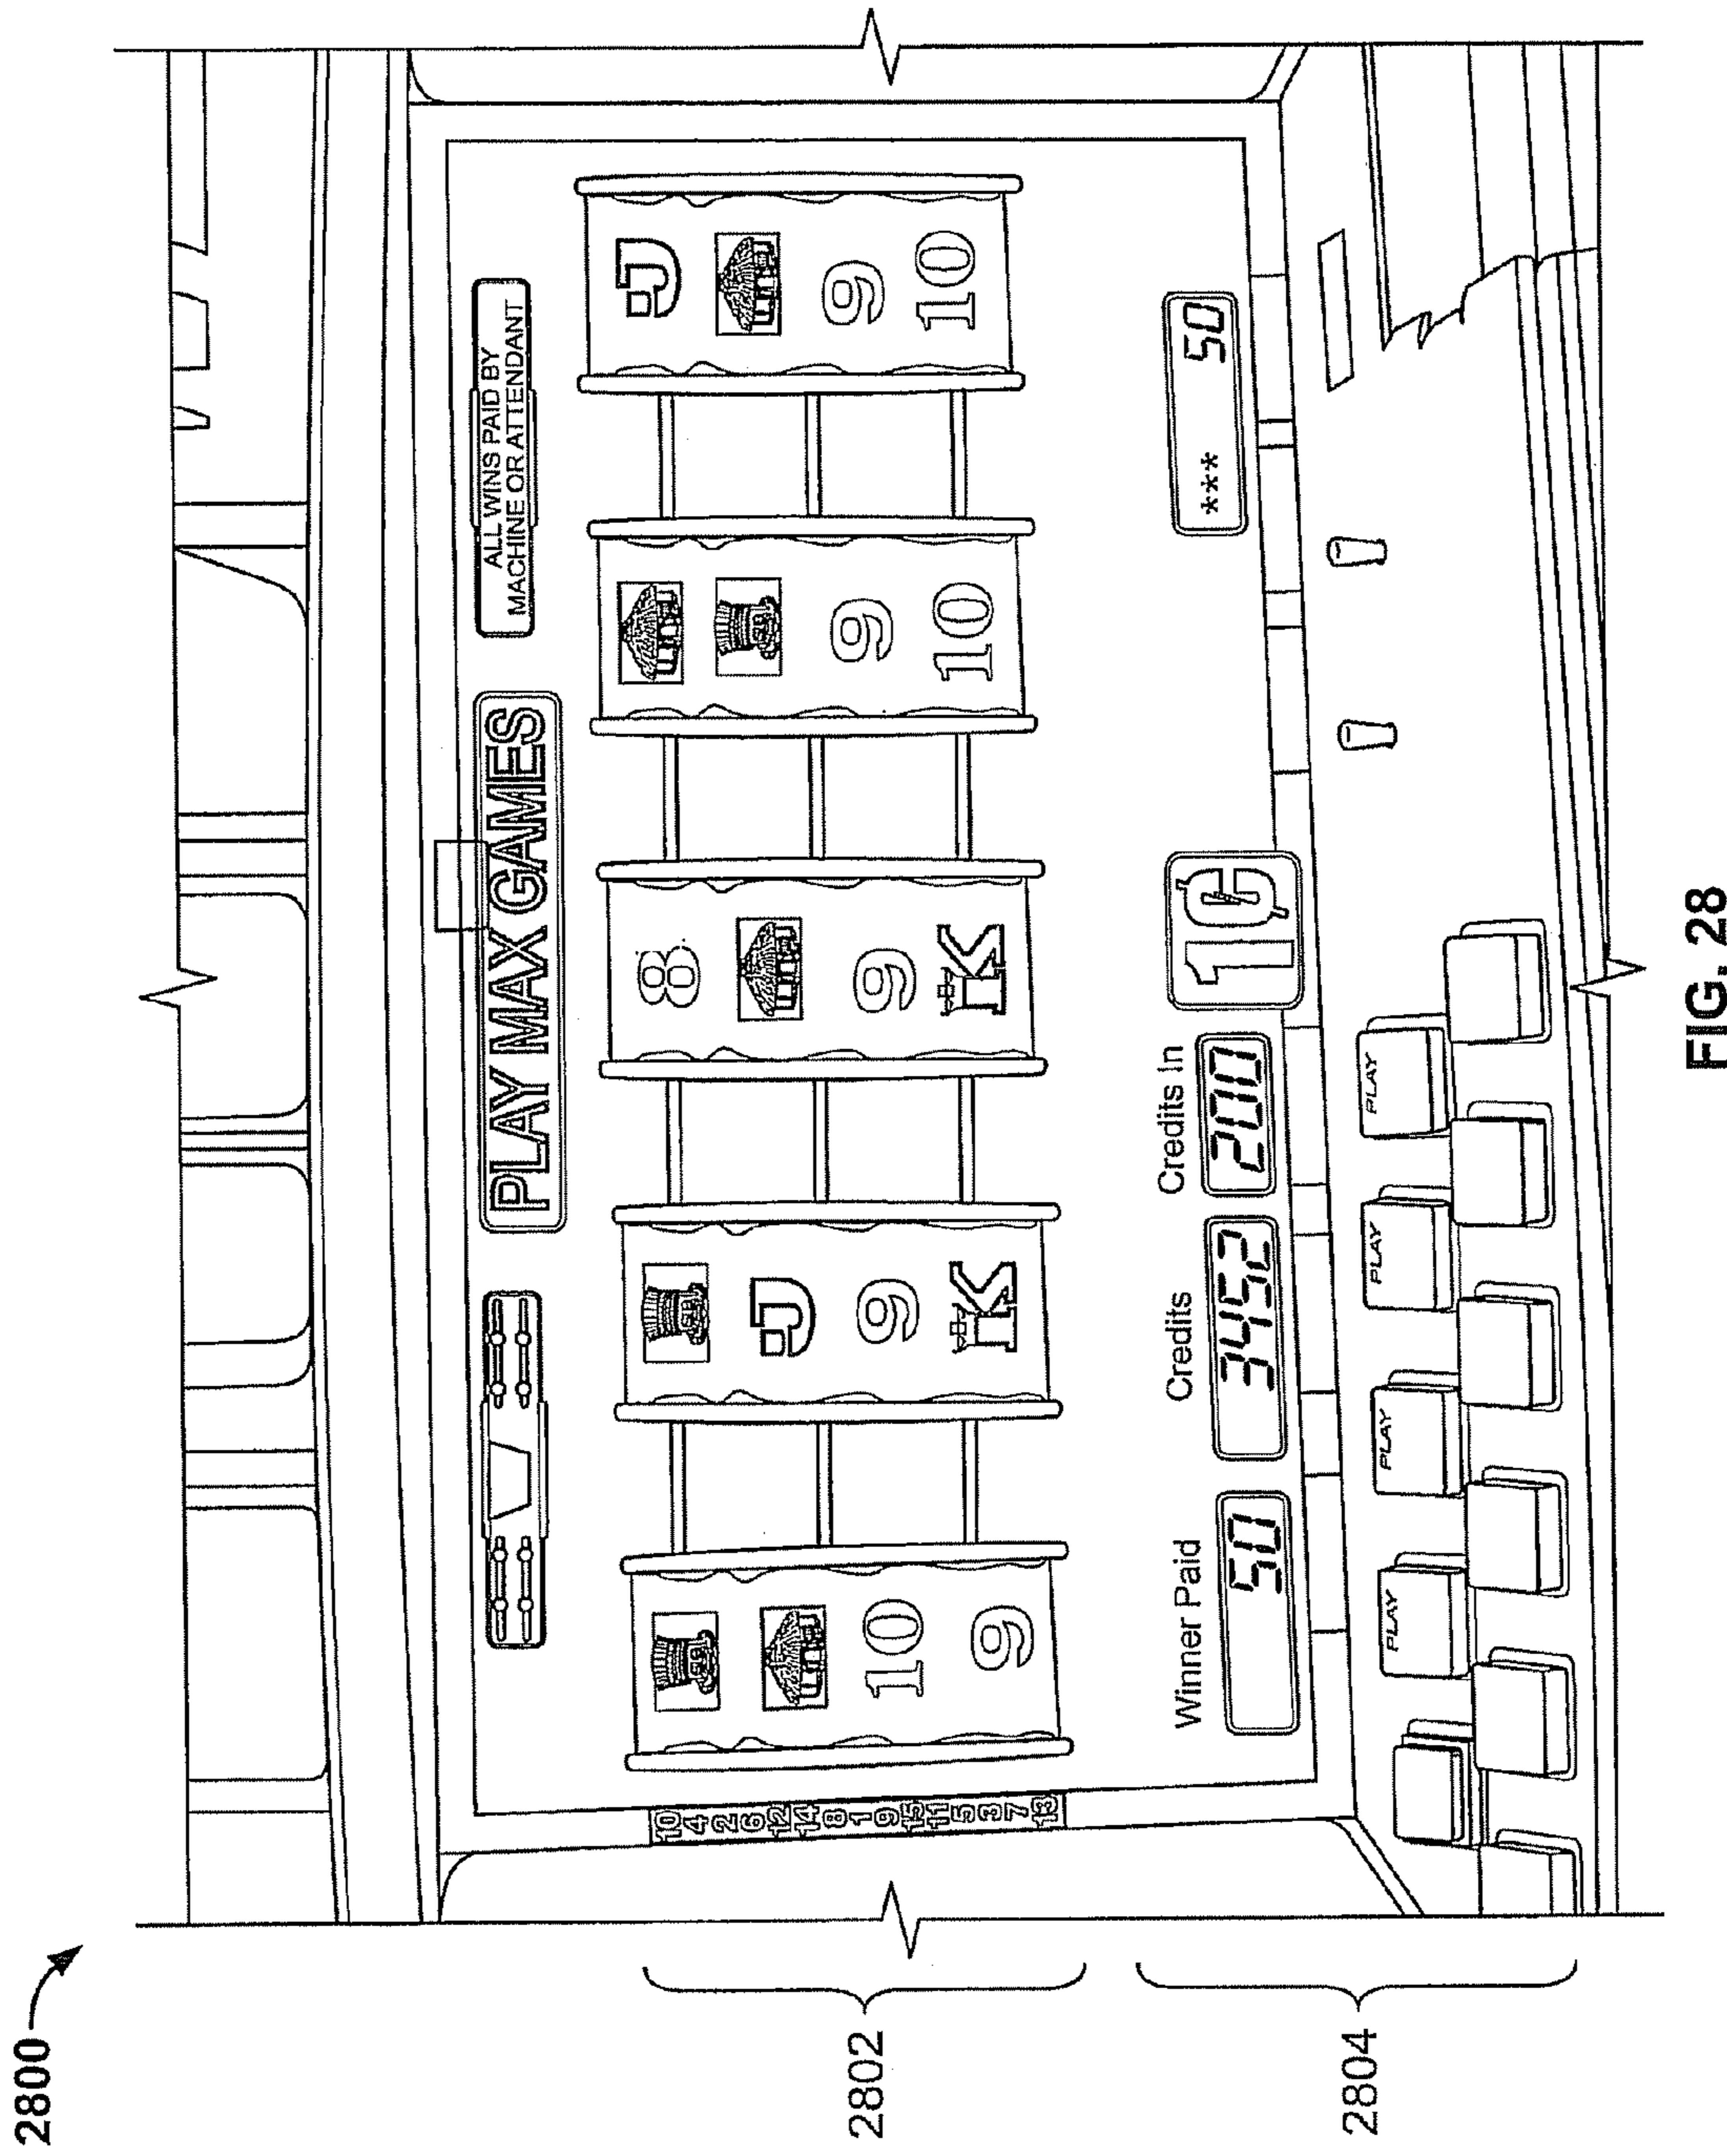 2800
PLAY MAX GAMES
ALL WINS PAID BY
MACHINE OR ATTENDANT
10
4
2
6
12
14
8
1
9
15
11
5
3
7
13
8 J
J
9
10 9 9 9 9
9 K K 10 10
2802
Winner Paid Credits Credits In
50 3452 200 1¢ *** 50
PLAY PLAY PLAY PLAY
2804
FIG. 28